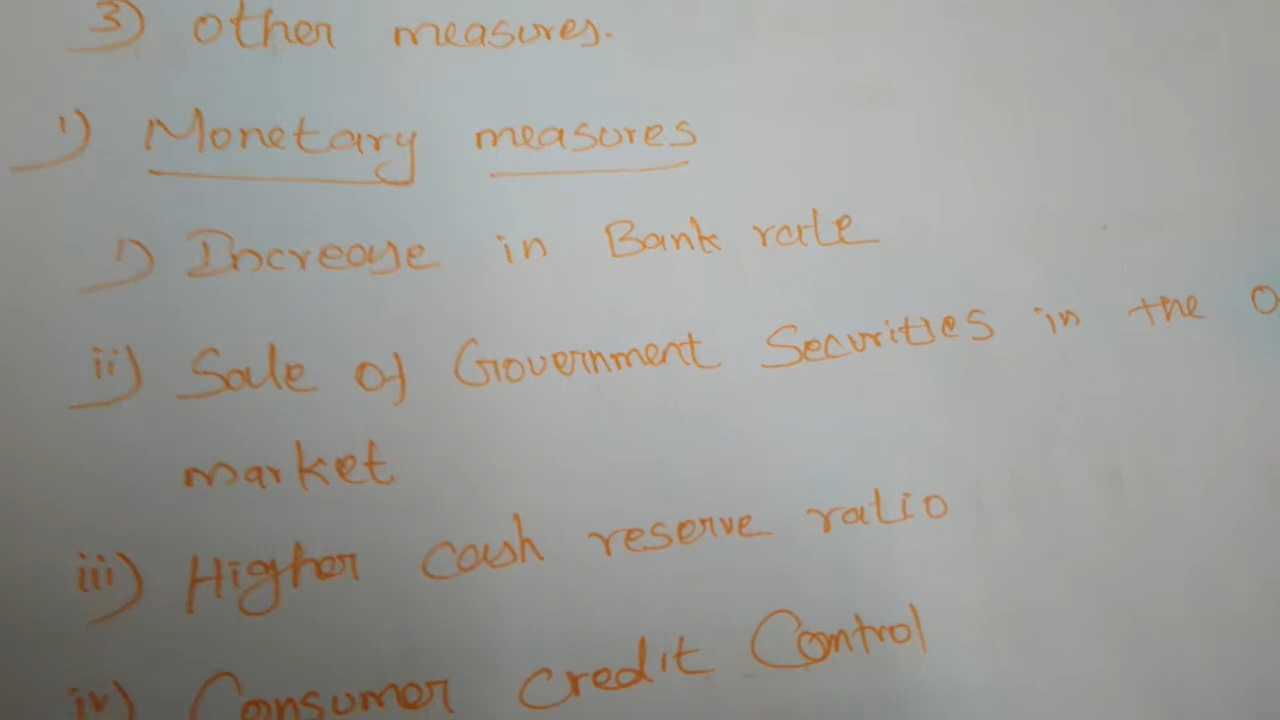 3) other measures.
1) Monetary measures
i) Increase in Bank rate
ii) Sale of Government Securities in the
market
iii) Higher cash reserve ratio
iv) Consumer credit Control